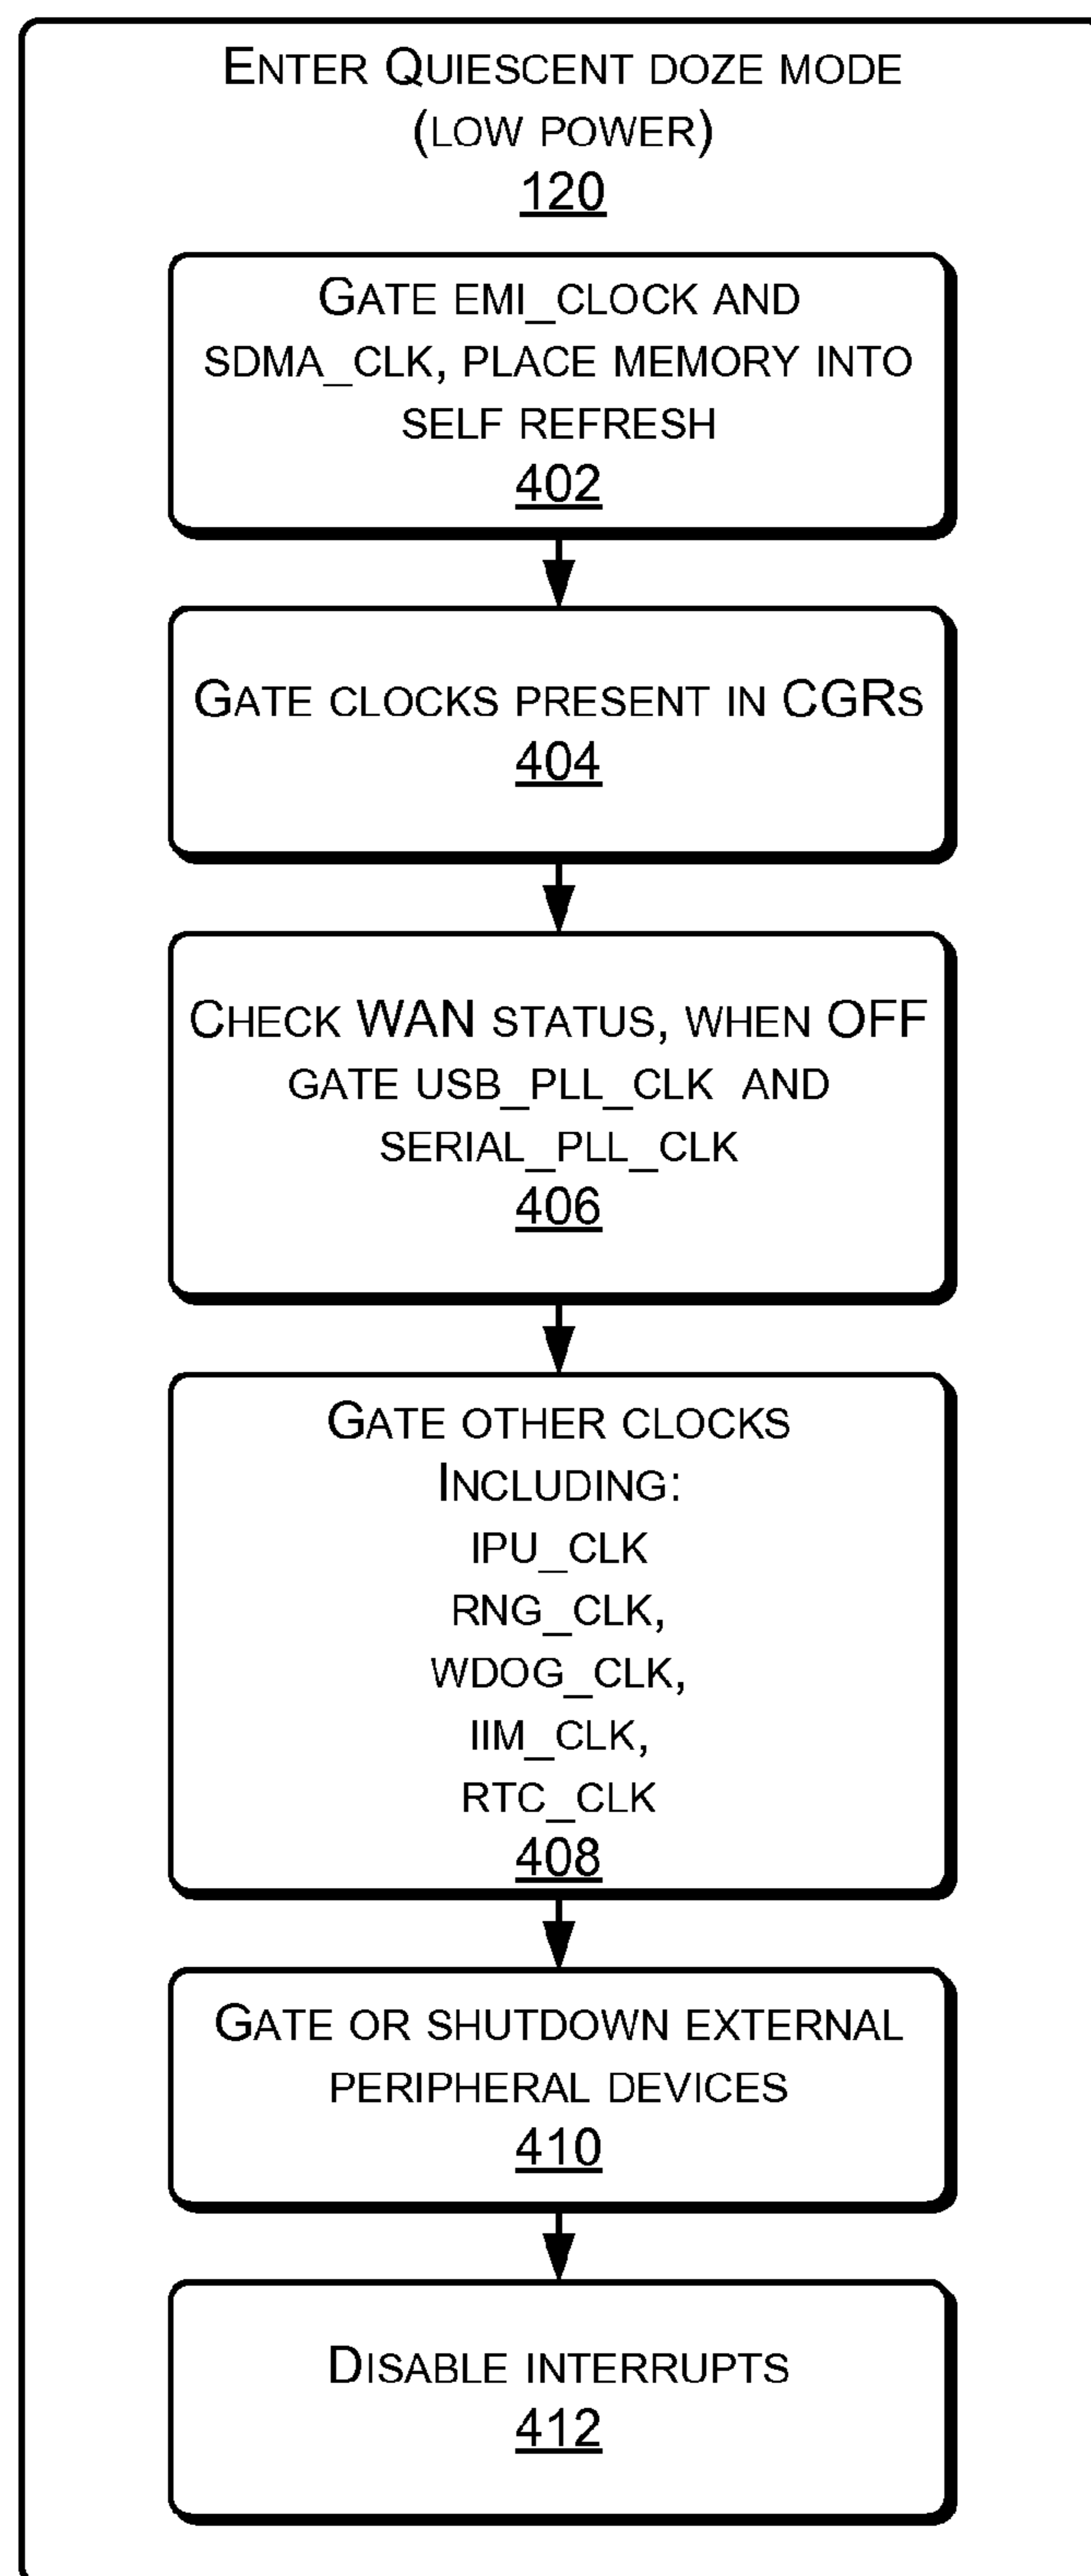 ENTER QUIESCENT DOZE MODE
(LOW POWER)
120
GATE EMI_CLOCK AND
SDMA_CLK, PLACE MEMORY INTO
SELF REFRESH
402
GATE CLOCKS PRESENT IN CGRS
404
CHECK WAN STATUS, WHEN OFF
GATE USB_PLL_CLK AND
SERIAL_PLL_CLK
406
GATE OTHER CLOCKS
INCLUDING:
IPU_CLK
RNG_CLK,
WDOG_CLK,
IIM_CLK,
RTC_CLK
408
GATE OR SHUTDOWN EXTERNAL
PERIPHERAL DEVICES
410
DISABLE INTERRUPTS
412